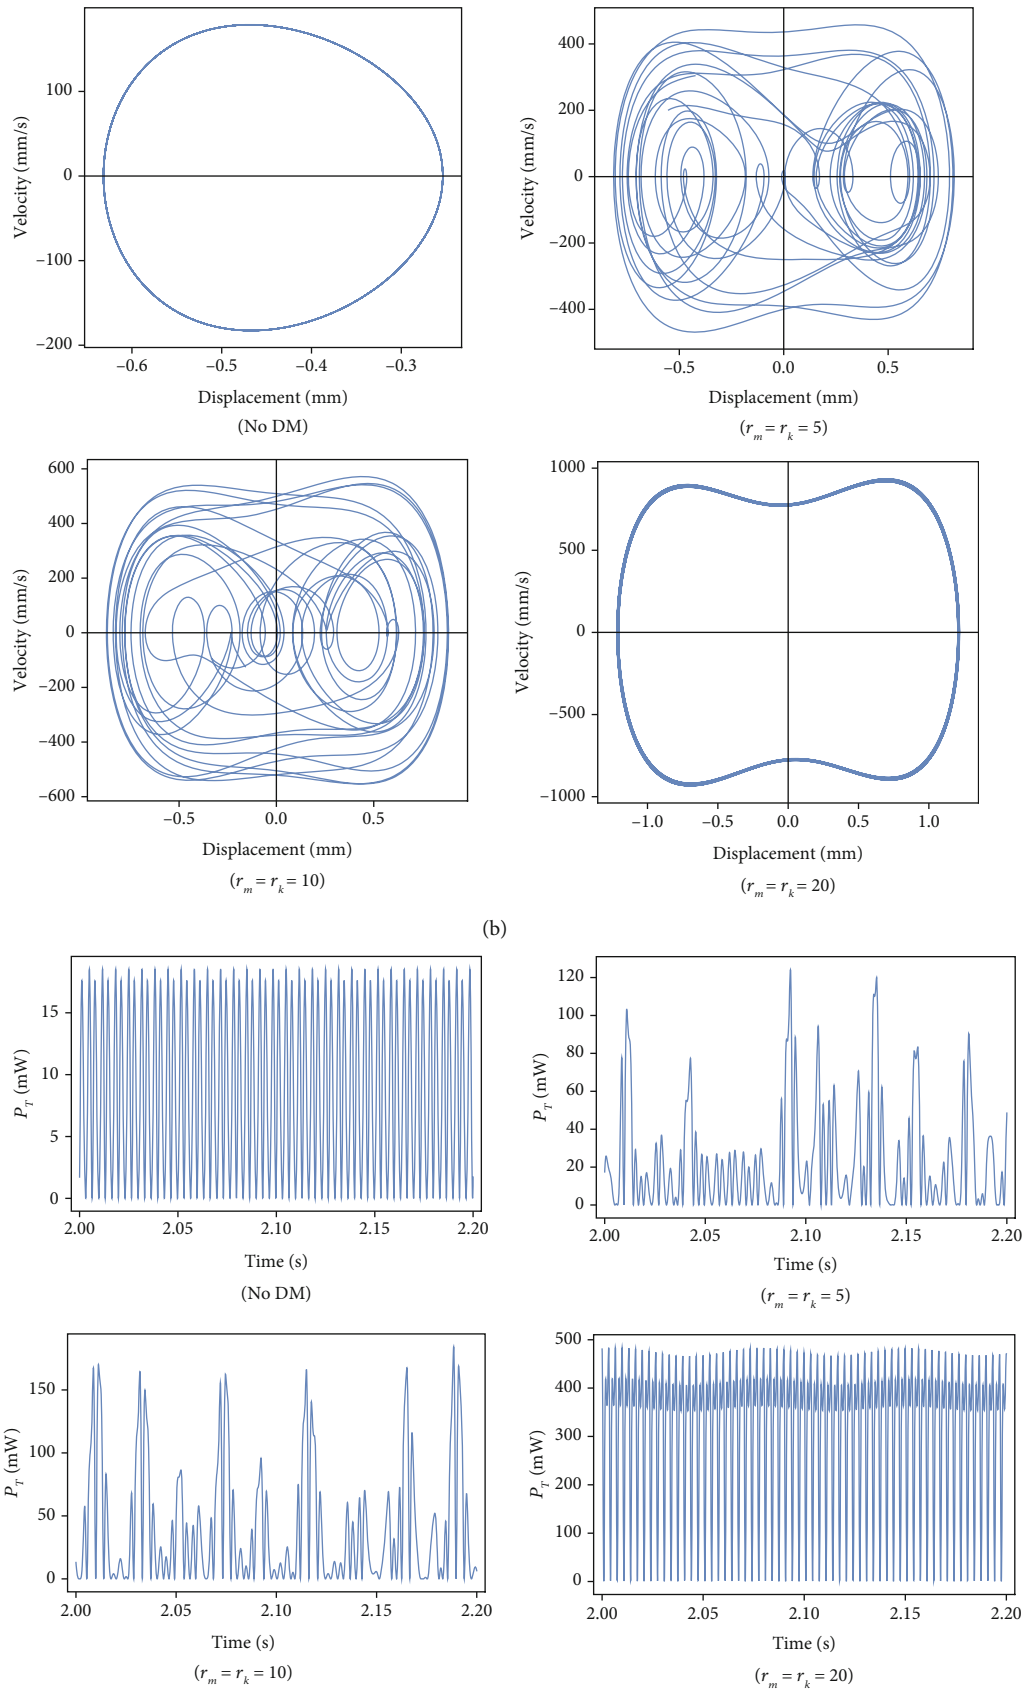 100
0
−100
−200
Velocity (mm/s)
−0.6 −0.5 −0.4 −0.3
Displacement (mm)
(No DM)
400
200
0
−200
−400
Velocity (mm/s)
−0.5 0.0 0.5
Displacement (mm)
(r_m = r_k = 5)
600
400
200
0
−200
−400
−600
Velocity (mm/s)
−0.5 0.0 0.5
Displacement (mm)
(r_m = r_k = 10)
1000
500
0
−500
−1000
Velocity (mm/s)
−1.0 −0.5 0.0 0.5 1.0
Displacement (mm)
(r_m = r_k = 20)
(b)
15
10
5
0
P_T (mW)
2.00 2.05 2.10 2.15 2.20
Time (s)
(No DM)
120
100
80
60
40
20
0
P_T (mW)
2.00 2.05 2.10 2.15 2.20
Time (s)
(r_m = r_k = 5)
150
100
50
0
P_T (mW)
2.00 2.05 2.10 2.15 2.20
Time (s)
(r_m = r_k = 10)
500
400
300
200
100
0
P_T (mW)
2.00 2.05 2.10 2.15 2.20
Time (s)
(r_m = r_k = 20)